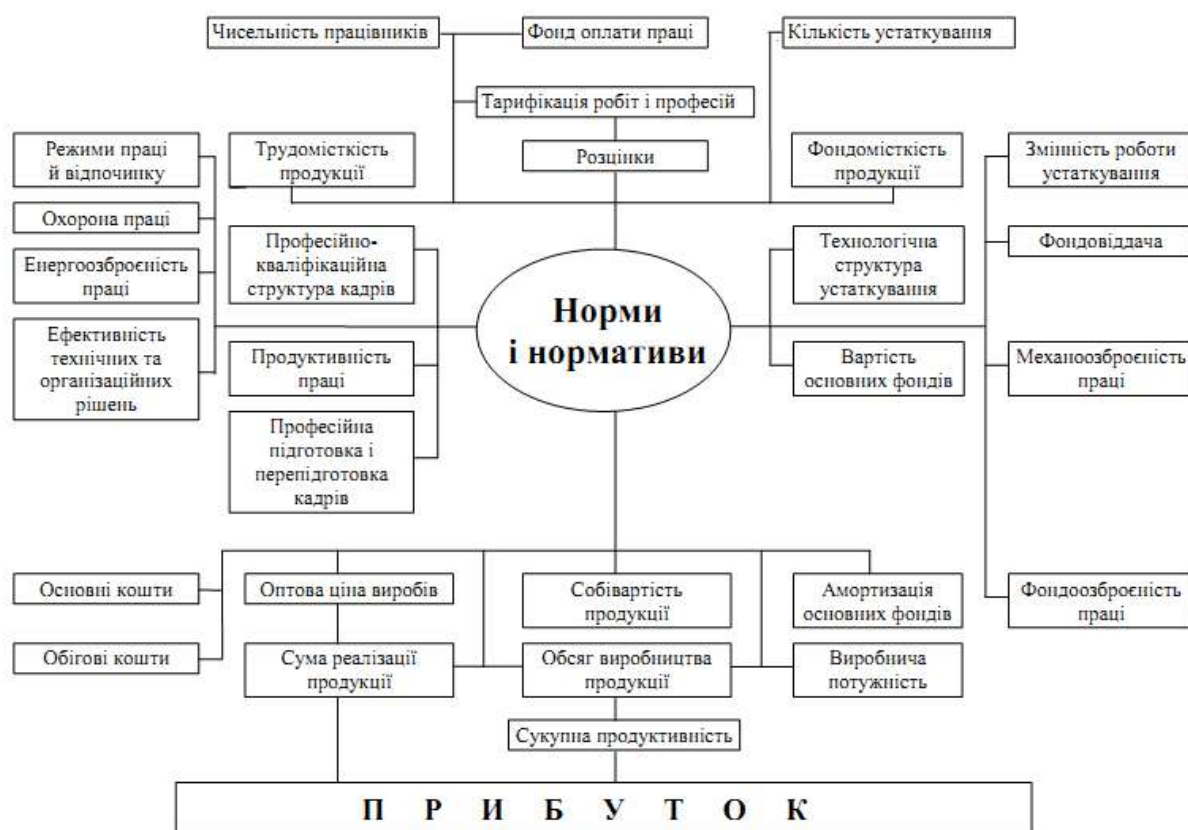 Чисельність працівників
Фонд оплати праці
Кількість устаткування
Тарифікація робіт і професій
Режими праці
й відпочинку
Трудомісткість
продукції
Розцінки
Фондомісткість
продукції
Змінність роботи
устаткування
Охорона праці
Професійно-
кваліфікаційна
структура кадрів
Технологічна
структура
устаткування
Фондовіддача
Енергоозброєність
праці
Норми
і нормативи
Ефективність
технічних та
організаційних
рішень
Продуктивність
праці
Вартість
основних фондів
Механоозброєність
праці
Професійна
підготовка і
перепідготовка
кадрів
Основні кошти
Оптова ціна виробів
Собівартість
продукції
Амортизація
основних фондів
Фондоозброєність
праці
Обігові кошти
Сума реалізації
продукції
Обсяг виробництва
продукції
Виробнича
потужність
Сукупна продуктивність
П Р И Б У Т О К